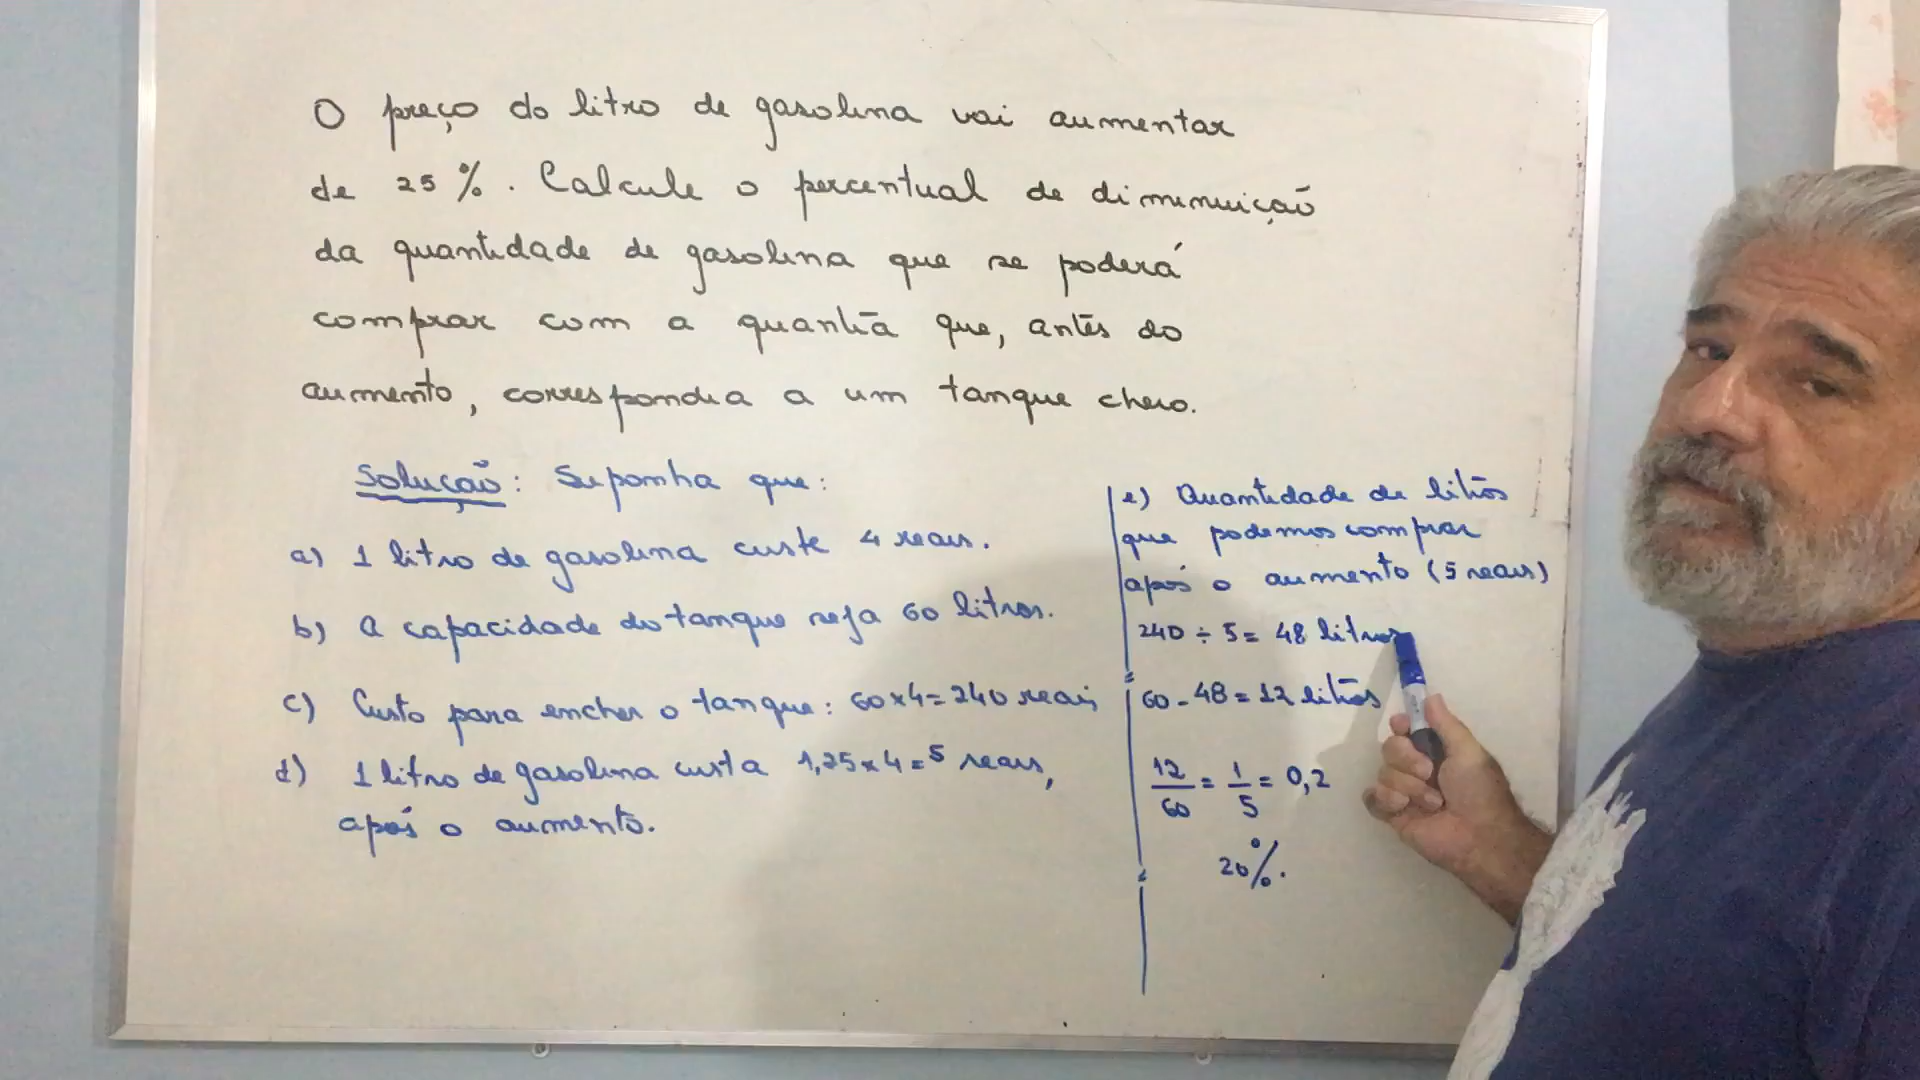 O preço do litro de gasolina vai aumentar
de 25%. Calcule o percentual de diminuição
da quantidade de gasolina que se poderá
comprar com a quantia que, antes do
aumento, correspondia a um tanque cheio.
Solução: Suponha que:
a) 1 litro de gasolina custe 4 reais.
b) A capacidade do tanque seja 60 litros.
c) Custo para encher o tanque: 60x4=240 reais
d) 1 litro de gasolina custa 1,25x4=5 reais,
após o aumento.
e) Quantidade de litros
que podemos comprar
após o aumento (5 reais)
240 ÷ 5 = 48 litros
60 - 48 = 12 litros
12/60 = 1/5 = 0,2
20%.